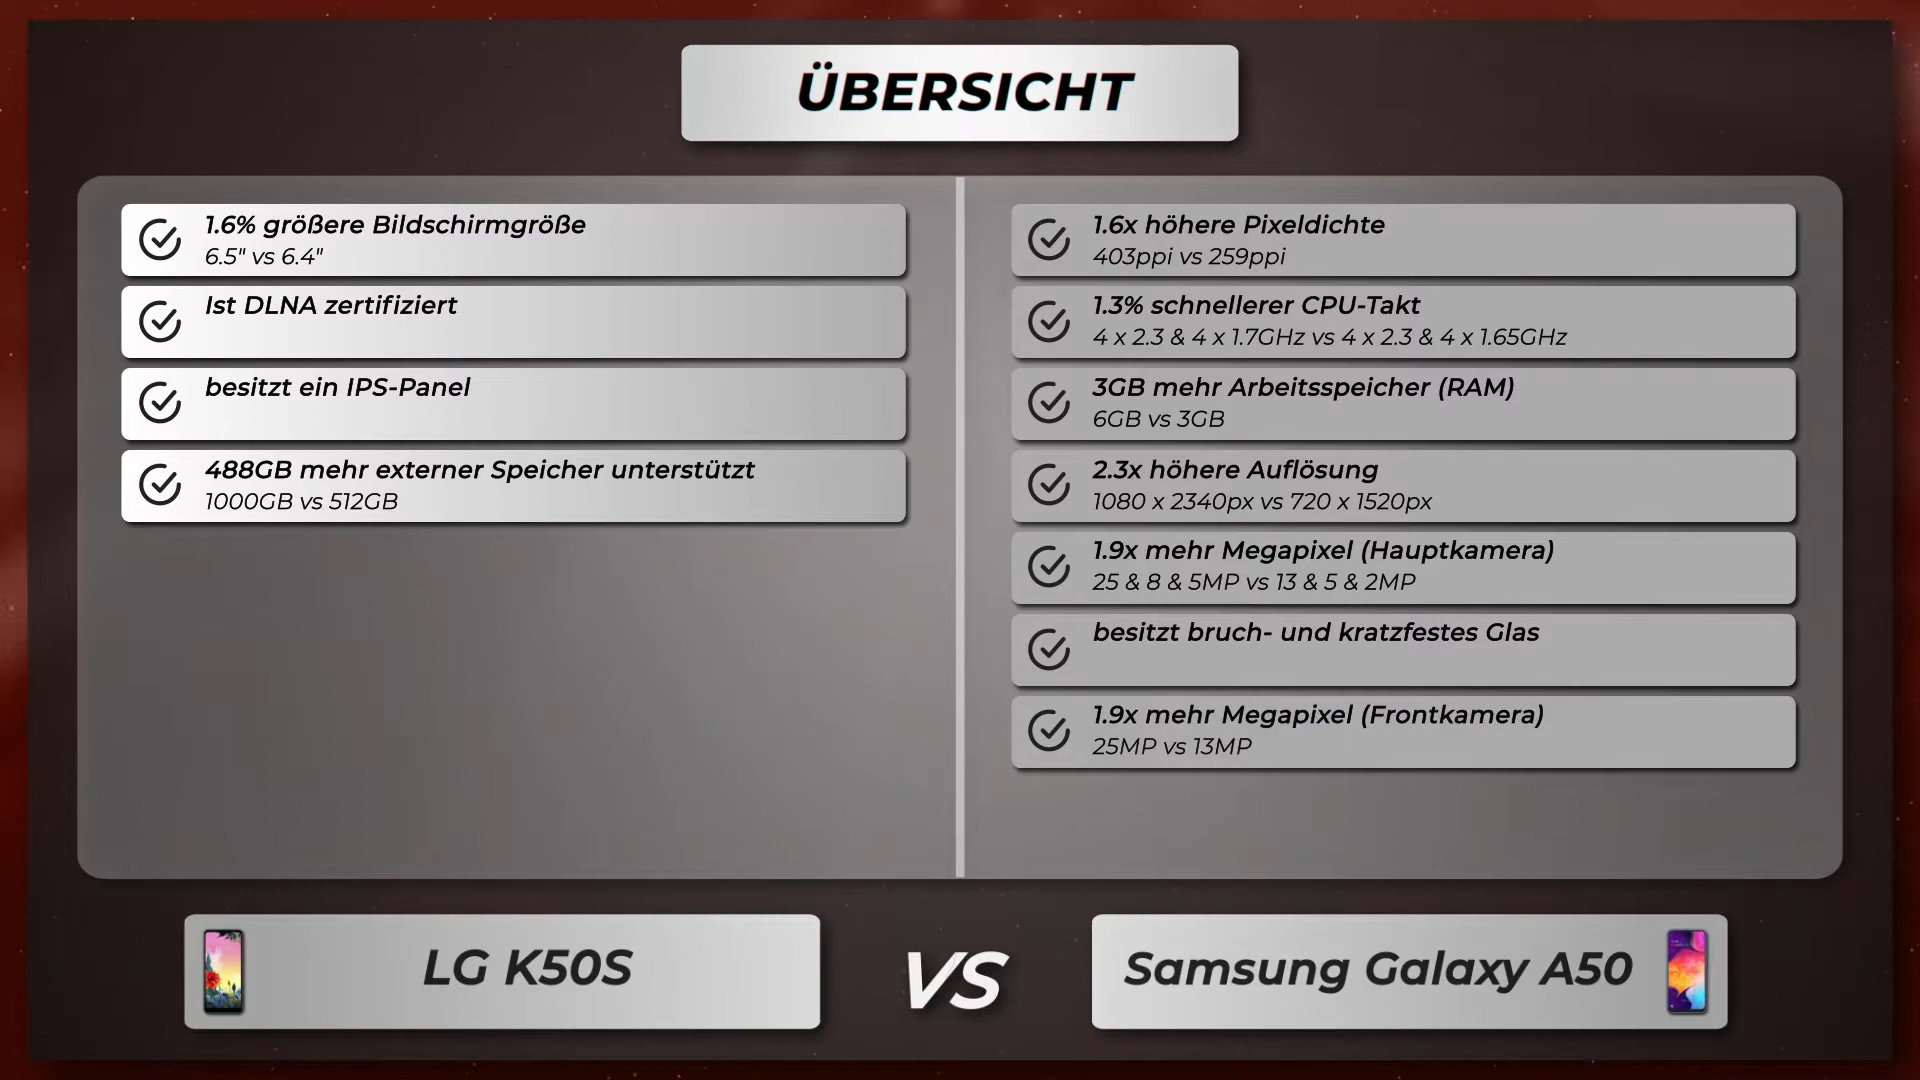 ÜBERSICHT
1.6% größere Bildschirmgröße
6.5" vs 6.4"
Ist DLNA zertifiziert
besitzt ein IPS-Panel
488GB mehr externer Speicher unterstützt
1000GB vs 512GB
1.6x höhere Pixeldichte
403ppi vs 259ppi
1.3% schnellerer CPU-Takt
4 x 2.3 & 4 x 1.7GHz vs 4 x 2.3 & 4 x 1.65GHz
3GB mehr Arbeitsspeicher (RAM)
6GB vs 3GB
2.3x höhere Auflösung
1080 x 2340px vs 720 x 1520px
1.9x mehr Megapixel (Hauptkamera)
25 & 8 & 5MP vs 13 & 5 & 2MP
besitzt bruch- und kratzfestes Glas
1.9x mehr Megapixel (Frontkamera)
25MP vs 13MP
LG K50S
VS
Samsung Galaxy A50